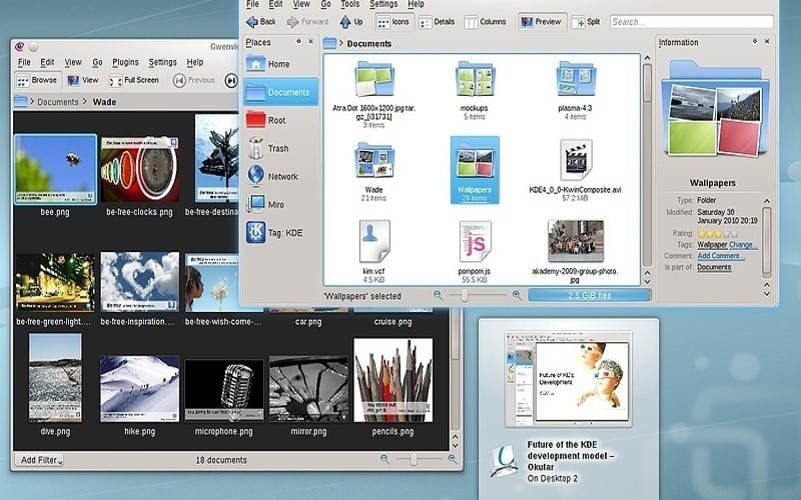 File Edit View Go Tools Settings Help
Back Forward Up Icons Details Columns Preview Split Search...
Places
Home
Documents
Root
Trash
Network
Miro
Tag: KDE
Documents
Atra Dot 1600x1200 jpg tar.
gz_[i31731]
3 items
mockups
5 items
plasma-4.3
4 items
Wade
21 items
Wallpapers
29 items
KDE4_0_0-KwinComposite.avi
57.2 MiB
kim.vcf
4.5 KiB
pompom.js
55.5 KiB
akademy-2009-group-photo.
jpg
'Wallpapers' selected
2.5 GiB free
Information
Wallpapers
Type: Folder
Modified: Saturday 30
January 2010 20:19
Rating:
Tags: Wallpaper Change...
Comment: Add Comment...
Is part of: Documents
Gwenview
File Edit View Go Plugins Settings Help
Browse View Full Screen Previous
Documents Wade
bee.png
be-free-clocks.png
be-free-destina
be-free-green-light....
be-free-inspiration....
be-free-wish-come-...
car.png
cruise.png
dive.png
hike.png
microphone.png
mirror.png
pencils.png
Add Filter
18 documents
Future of KDE
Development
Future of the KDE
development model –
Okular
On Desktop 2